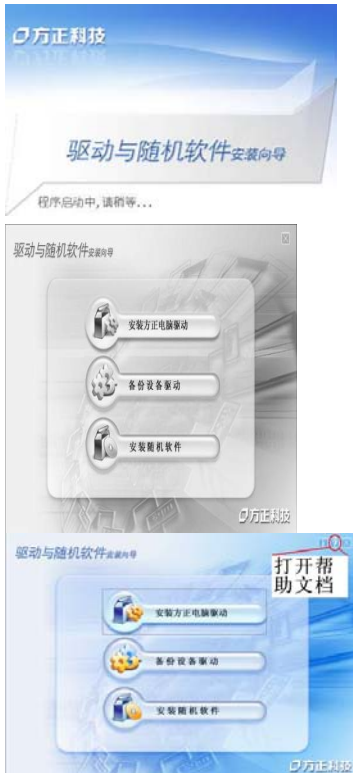 方正科技
驱动与随机软件安装向导
程序启动中,请稍等...
驱动与随机软件安装向导
安装方正电脑驱动
备份设备驱动
安装随机软件
方正科技
驱动与随机软件安装向导
打开帮
助文档
安装方正电脑驱动
备份设备驱动
安装随机软件
方正科技